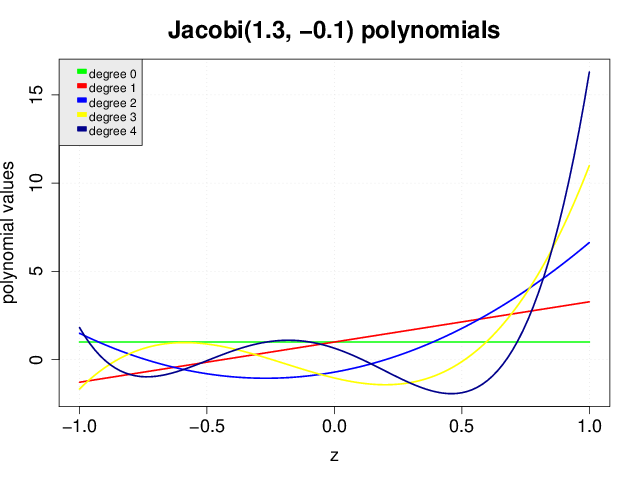 Jacobi(1.3, −0.1) polynomials
degree 0
degree 1
degree 2
degree 3
degree 4
polynomial values
15
10
5
0
−1.0 −0.5 0.0 0.5 1.0
z